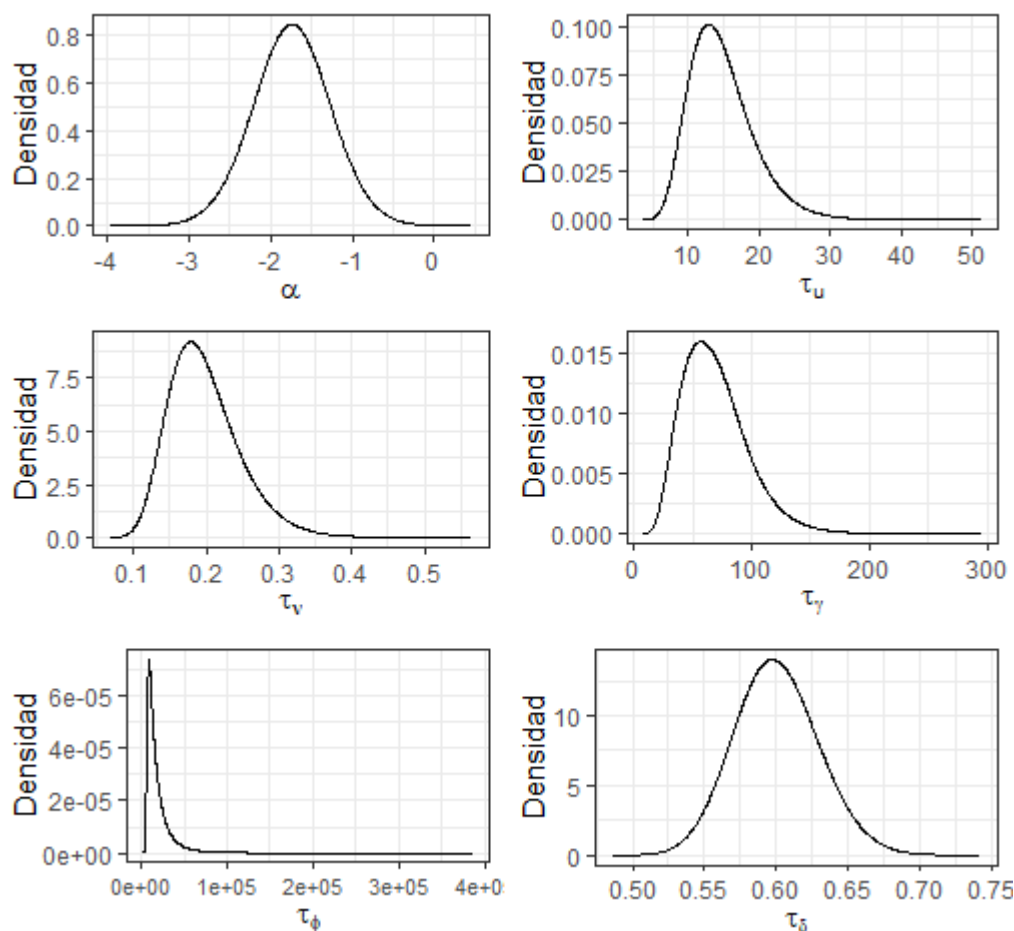 Densidad
0.8
0.6
0.4
0.2
0.0
-4 -3 -2 -1 0
α
Densidad
0.100
0.075
0.050
0.025
0.000
10 20 30 40 50
τu
Densidad
7.5
5.0
2.5
0.0
0.1 0.2 0.3 0.4 0.5
τν
Densidad
0.015
0.010
0.005
0.000
0 100 200 300
τγ
Densidad
6e-05
4e-05
2e-05
0e+00
0e+00 1e+05 2e+05 3e+05 4e+0
τϕ
Densidad
10
5
0
0.50 0.55 0.60 0.65 0.70 0.75
τδ